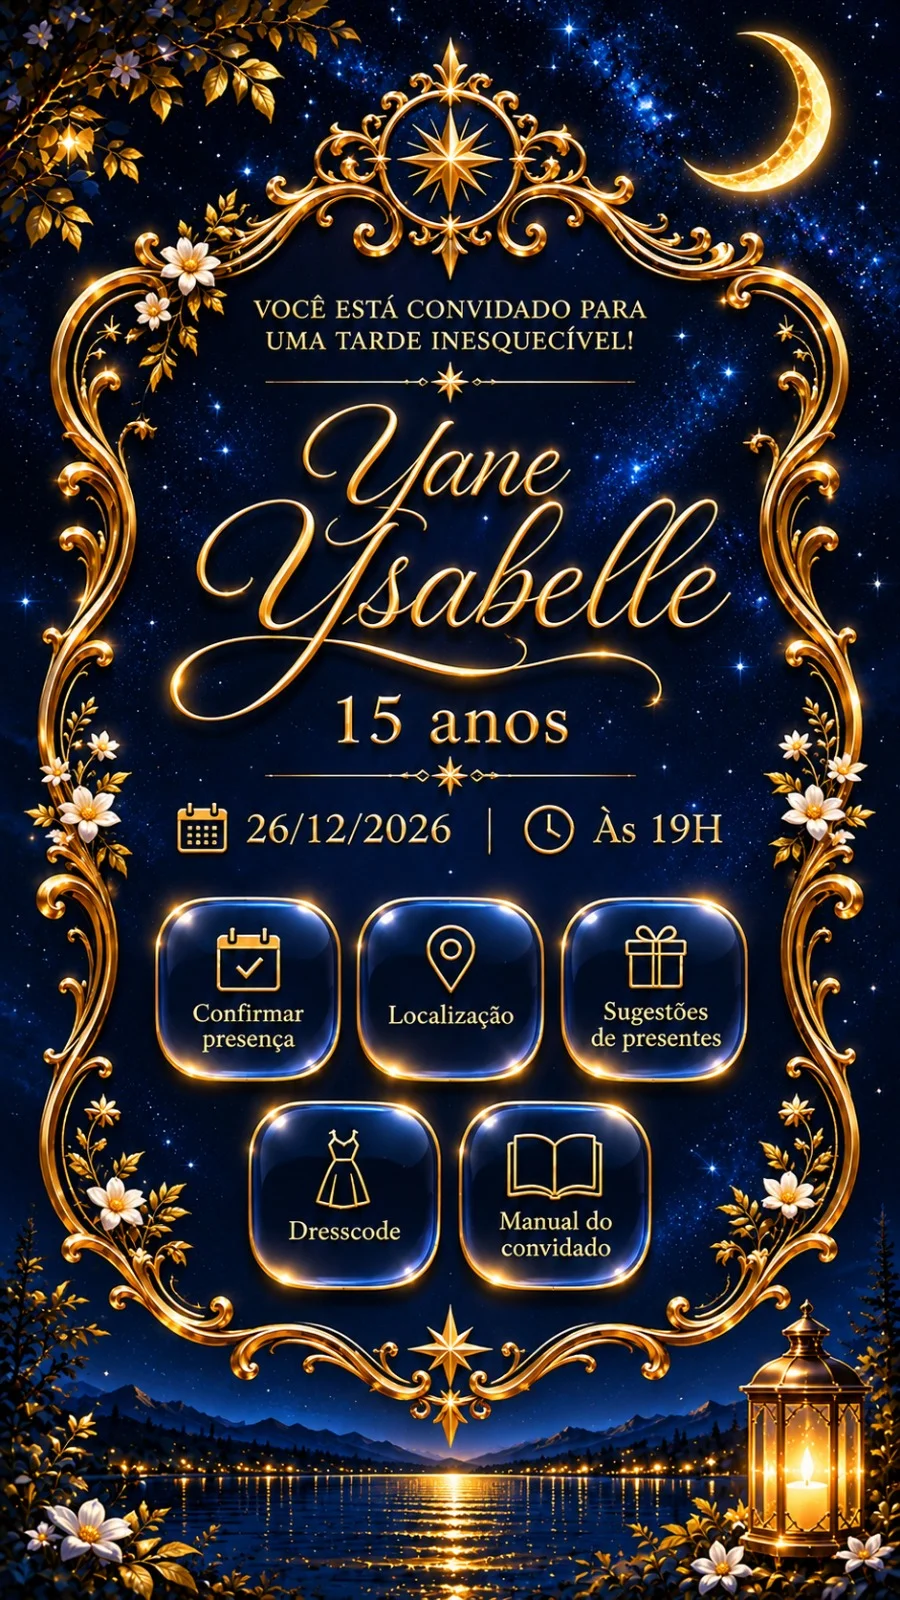 VOCÊ ESTÁ CONVIDADO PARA
UMA TARDE INESQUECÍVEL!
Yane
Ysabelle
15 anos
26/12/2026 | Às 19H
Confirmar
presença
Localização
Sugestões
de presentes
Dresscode
Manual do
convidado